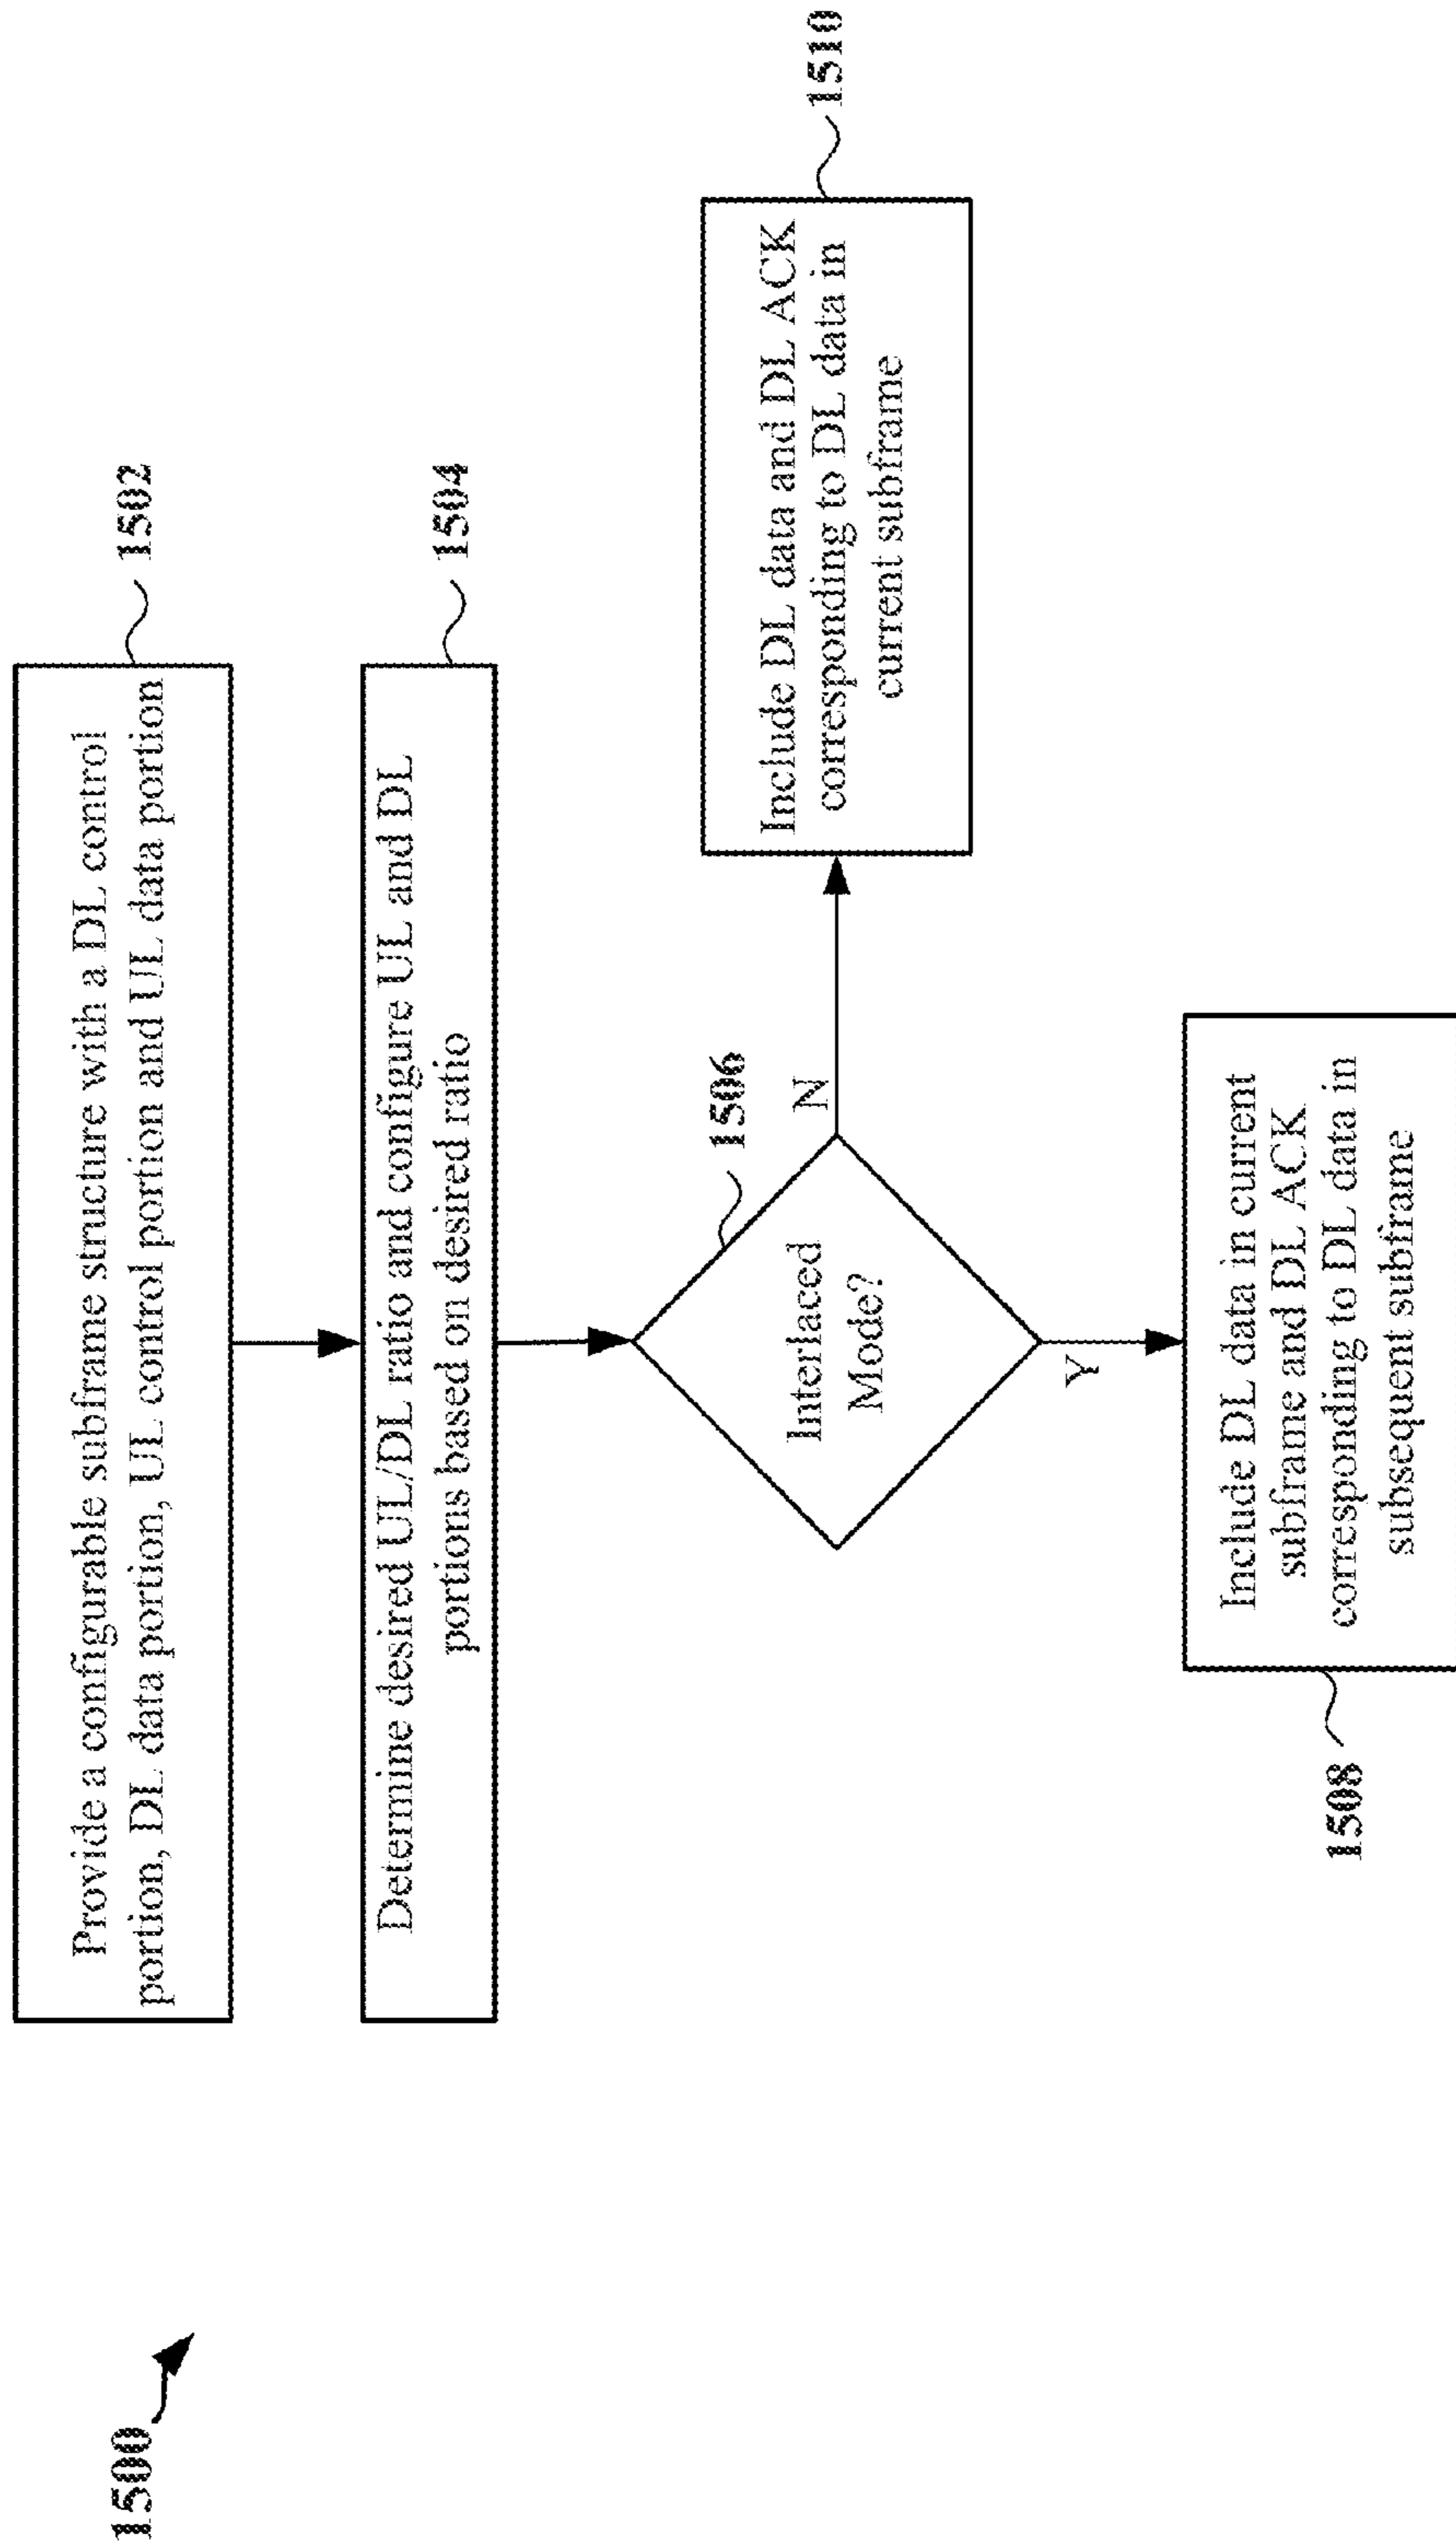 1500
Provide a configurable subframe structure with a DL control
portion, DL data portion, UL control portion and UL data portion
1502
Determine desired UL/DL ratio and configure UL and DL
portions based on desired ratio
1504
Interlaced
Mode?
1506
N
Include DL data and DL ACK
corresponding to DL data in
current subframe
1510
Y
Include DL data in current
subframe and DL ACK
corresponding to DL data in
subsequent subframe
1508